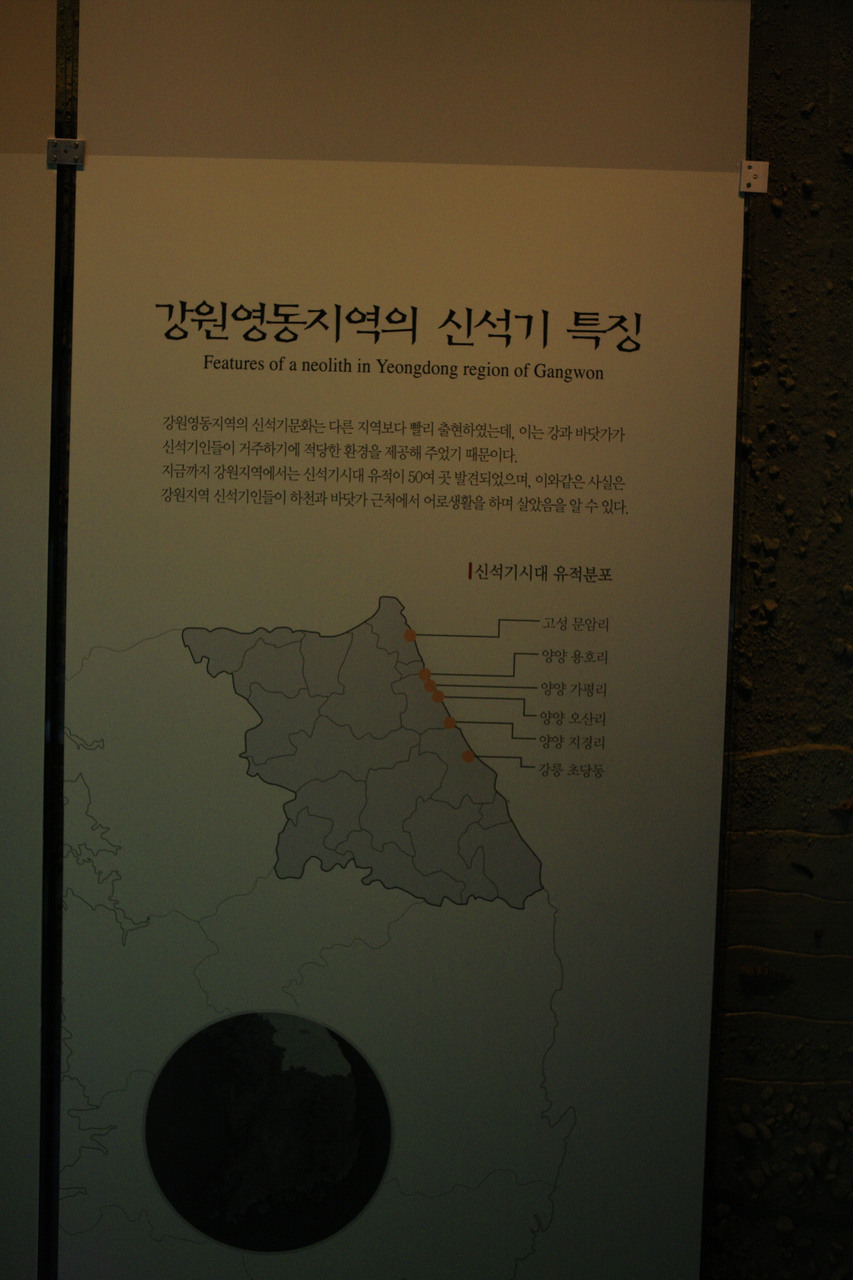 강원영동지역의 신석기 특징
Features of a neolith in Yeongdong region of Gangwon
강원영동지역의 신석기문화는 다른 지역보다 빨리 출현하였는데, 이는 강과 바닷가가
신석기인들이 거주하기에 적당한 환경을 제공해 주었기 때문이다.
지금까지 강원지역에서는 신석기시대 유적이 50여 곳 발견되었으며, 이와같은 사실은
강원지역 신석기인들이 하천과 바닷가 근처에서 어로생활을 하며 살았음을 알 수 있다.
신석기시대 유적분포
고성 문암리
양양 용호리
양양 가평리
양양 오산리
양양 지경리
강릉 초당동